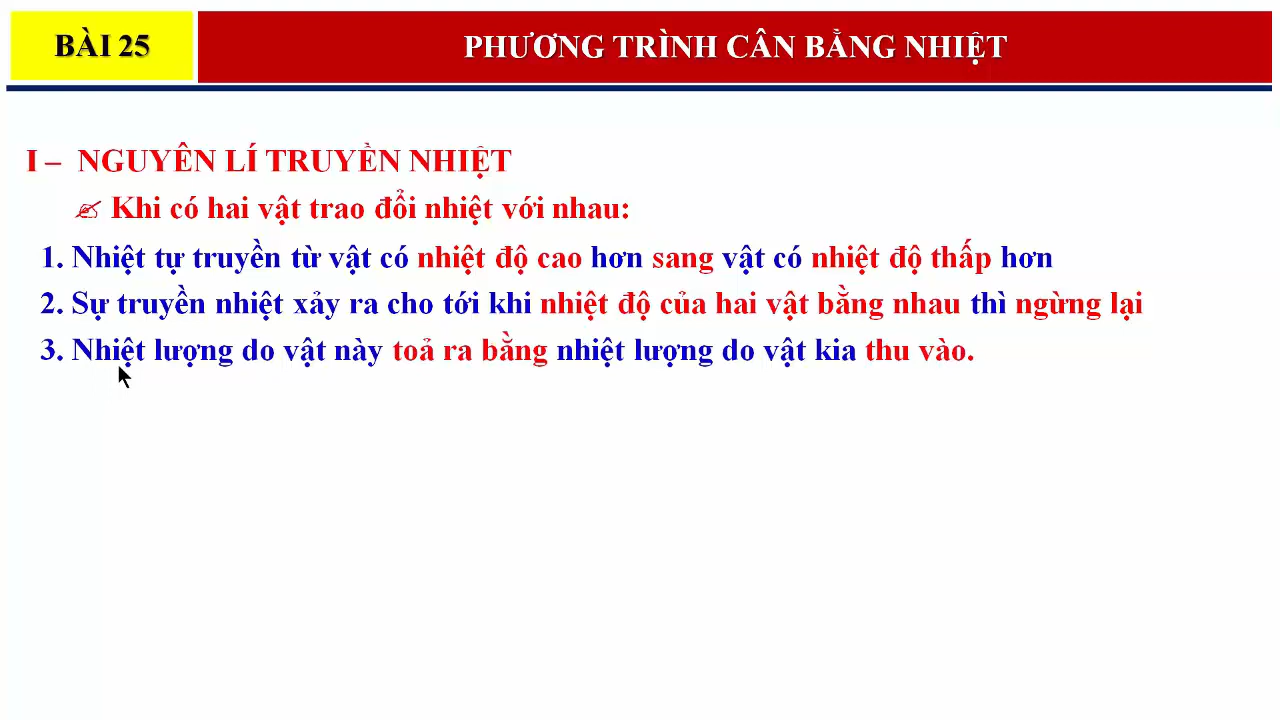 BÀI 25
PHƯƠNG TRÌNH CÂN BẰNG NHIỆT
I – NGUYÊN LÍ TRUYỀN NHIỆT
Khi có hai vật trao đổi nhiệt với nhau:
1. Nhiệt tự truyền từ vật có nhiệt độ cao hơn sang vật có nhiệt độ thấp hơn
2. Sự truyền nhiệt xảy ra cho tới khi nhiệt độ của hai vật bằng nhau thì ngừng lại
3. Nhiệt lượng do vật này toả ra bằng nhiệt lượng do vật kia thu vào.